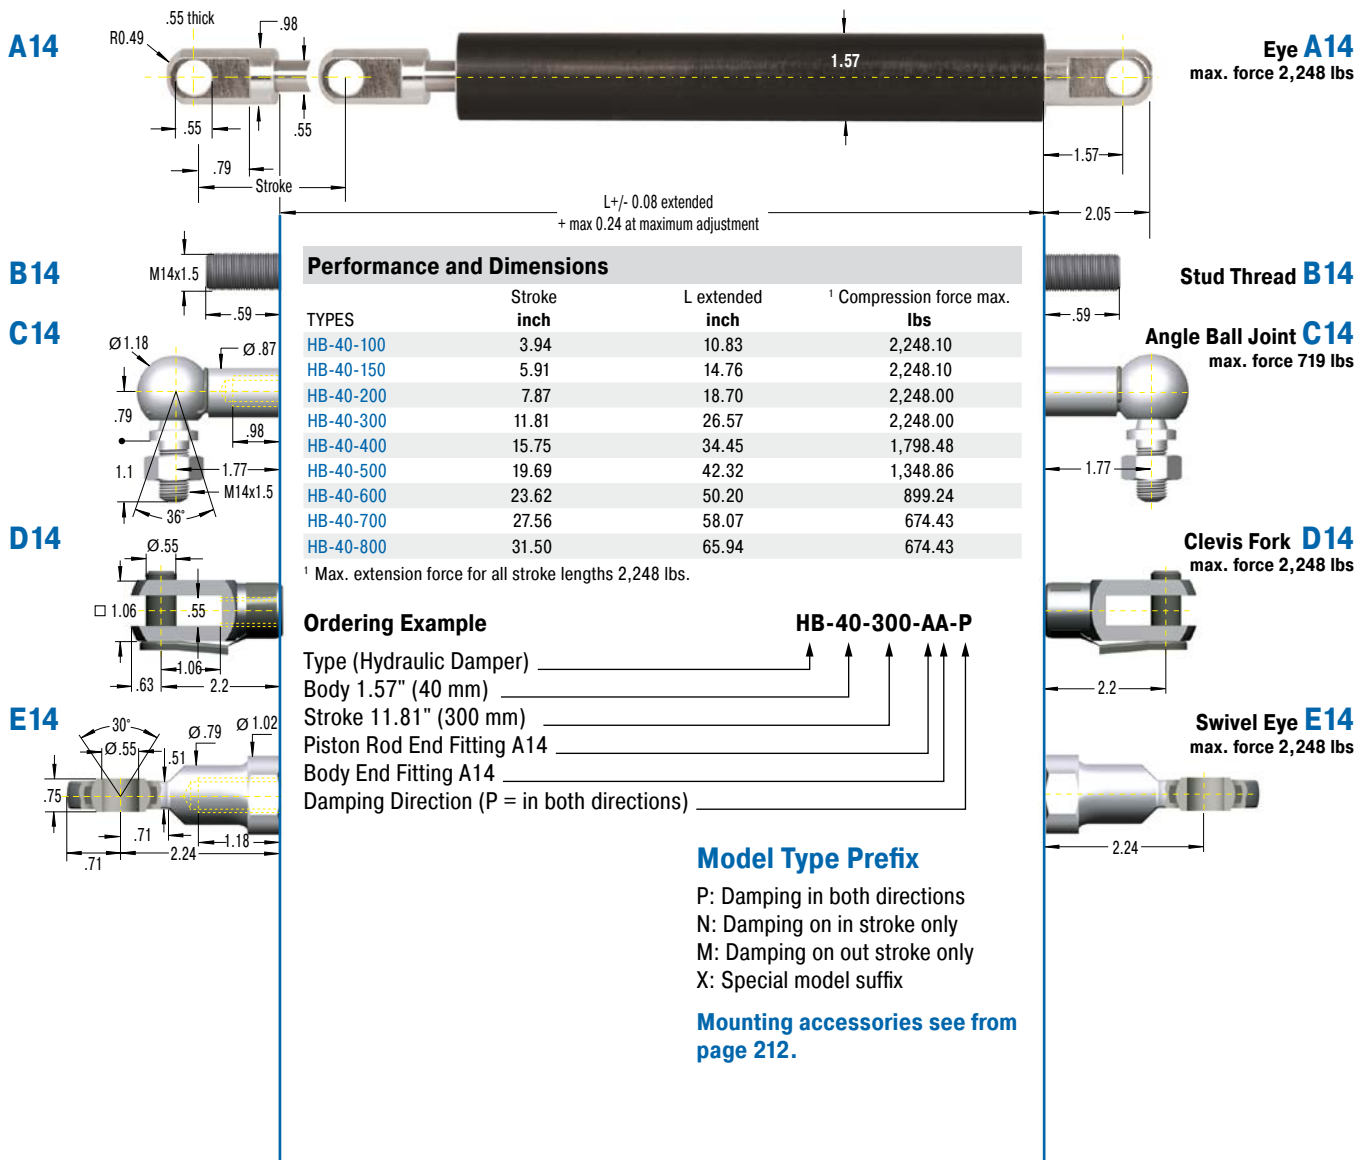 A14
.55 thick
R0.49
.98
.55
.55
.79
Stroke
1.57
Eye A14
max. force 2,248 lbs
1.57
2.05
L+/- 0.08 extended
+ max 0.24 at maximum adjustment
B14
M14x1.5
.59
Stud Thread B14
.59
C14
Ø1.18
Ø .87
.79
.98
1.1
1.77
M14x1.5
36°
Angle Ball Joint C14
max. force 719 lbs
1.77
D14
Ø.55
□ 1.06
.55
1.06
.63
2.2
Clevis Fork D14
max. force 2,248 lbs
2.2
E14
30°
Ø .79
Ø 1.02
Ø.55
.51
.75
.71
1.18
.71
2.24
Swivel Eye E14
max. force 2,248 lbs
2.24
Performance and Dimensions
Stroke L extended ¹ Compression force max.
TYPES inch inch lbs
HB-40-100 3.94 10.83 2,248.10
HB-40-150 5.91 14.76 2,248.10
HB-40-200 7.87 18.70 2,248.00
HB-40-300 11.81 26.57 2,248.00
HB-40-400 15.75 34.45 1,798.48
HB-40-500 19.69 42.32 1,348.86
HB-40-600 23.62 50.20 899.24
HB-40-700 27.56 58.07 674.43
HB-40-800 31.50 65.94 674.43
¹ Max. extension force for all stroke lengths 2,248 lbs.
Ordering Example HB-40-300-AA-P
Type (Hydraulic Damper)
Body 1.57" (40 mm)
Stroke 11.81" (300 mm)
Piston Rod End Fitting A14
Body End Fitting A14
Damping Direction (P = in both directions)
Model Type Prefix
P: Damping in both directions
N: Damping on in stroke only
M: Damping on out stroke only
X: Special model suffix
Mounting accessories see from
page 212.